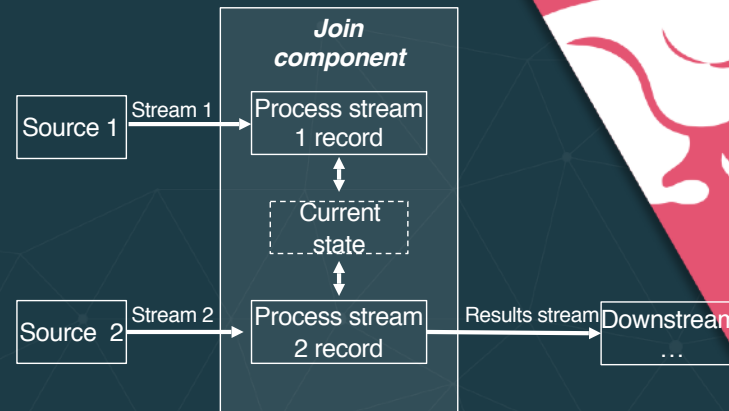 Join
component
Source 1
Stream 1
Process stream
1 record
Current
state
Source 2
Stream 2
Process stream
2 record
Results stream
Downstream
...